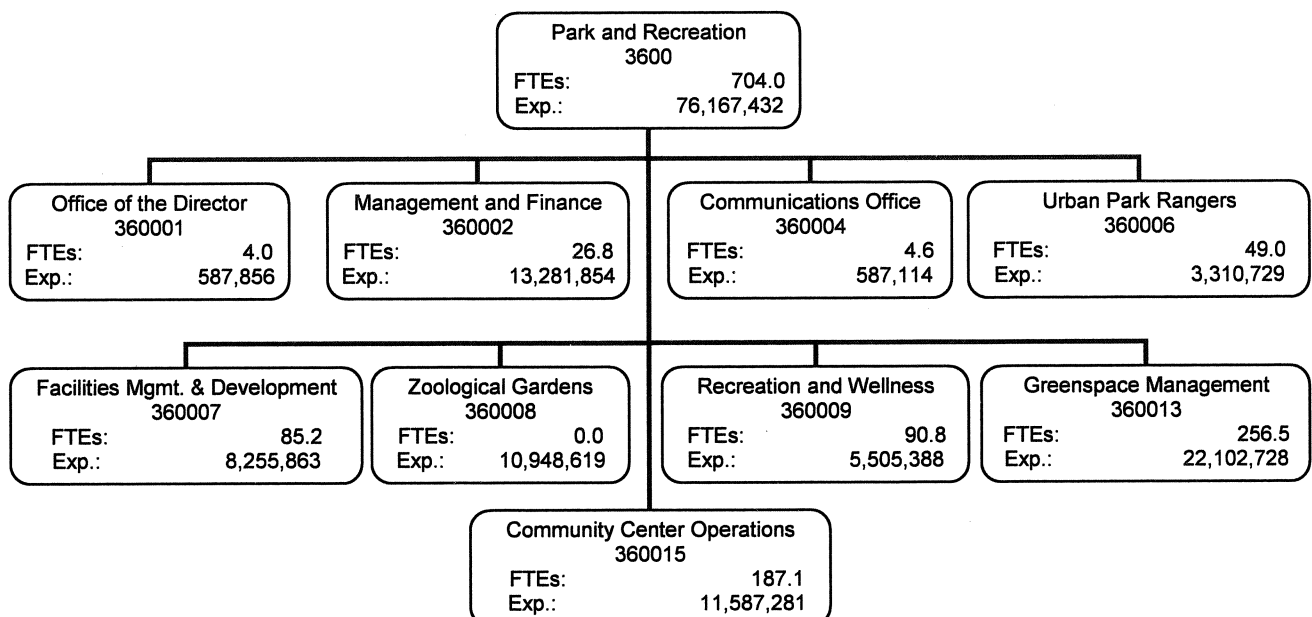 Park and Recreation
3600
FTEs: 704.0
Exp.: 76,167,432
Office of the Director
360001
FTEs: 4.0
Exp.: 587,856
Management and Finance
360002
FTEs: 26.8
Exp.: 13,281,854
Communications Office
360004
FTEs: 4.6
Exp.: 587,114
Urban Park Rangers
360006
FTEs: 49.0
Exp.: 3,310,729
Facilities Mgmt. & Development
360007
FTEs: 85.2
Exp.: 8,255,863
Zoological Gardens
360008
FTEs: 0.0
Exp.: 10,948,619
Recreation and Wellness
360009
FTEs: 90.8
Exp.: 5,505,388
Greenspace Management
360013
FTEs: 256.5
Exp.: 22,102,728
Community Center Operations
360015
FTEs: 187.1
Exp.: 11,587,281